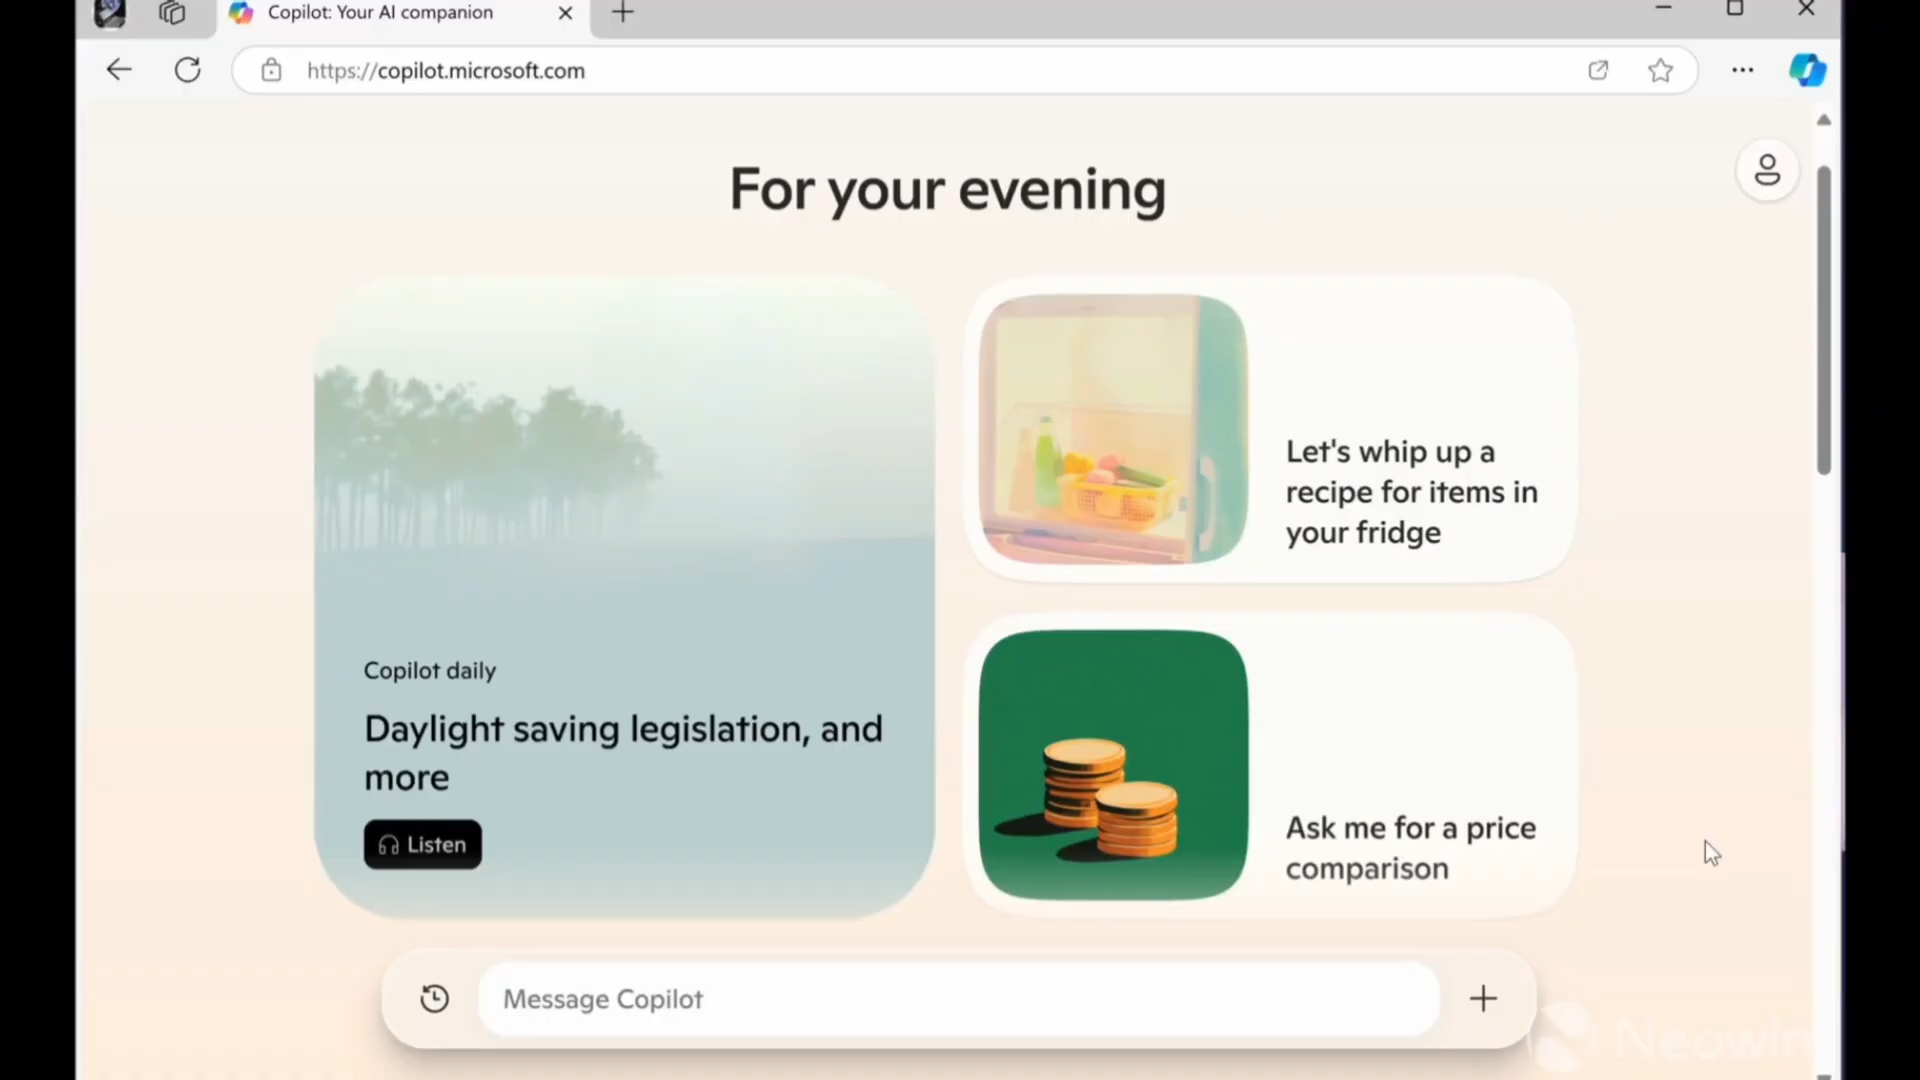 Copilot: Your AI companion
https://copilot.microsoft.com
For your evening
Copilot daily
Daylight saving legislation, and
more
Listen
Let's whip up a
recipe for items in
your fridge
Ask me for a price
comparison
Message Copilot
Neowin